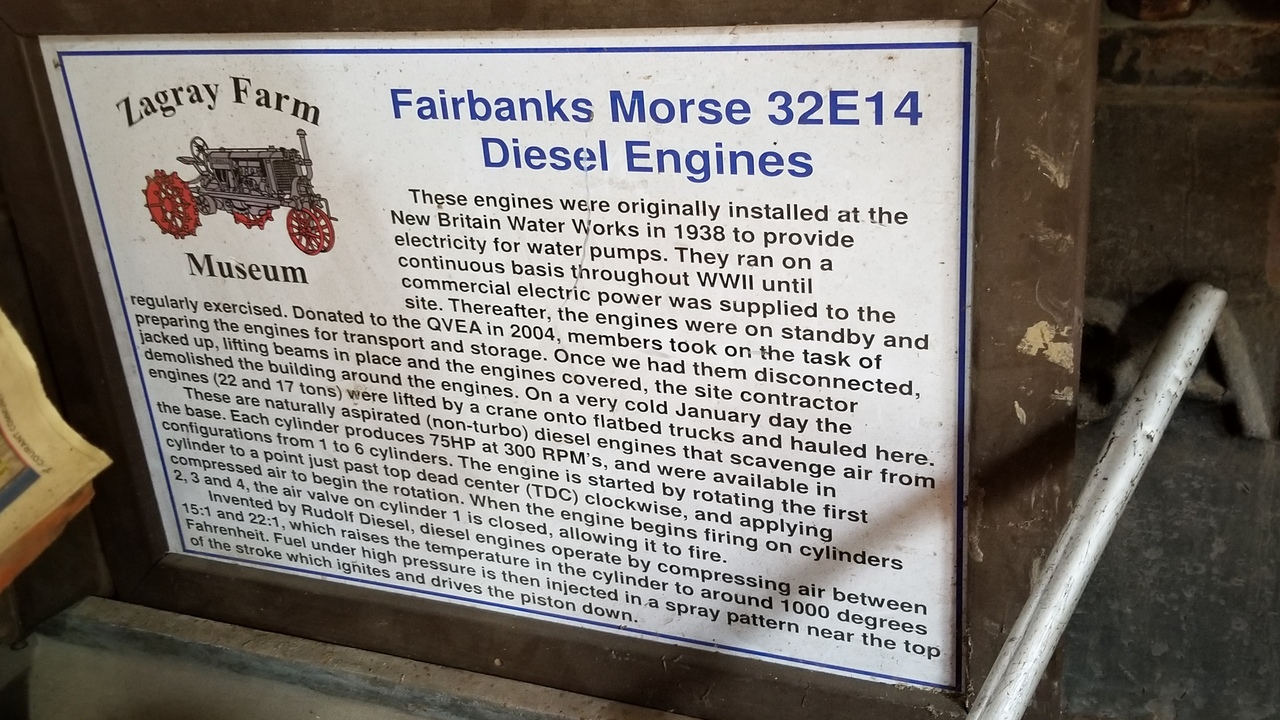 Zagray Farm
Museum
Fairbanks Morse 32E14
Diesel Engines
These engines were originally installed at the
New Britain Water Works in 1938 to provide
electricity for water pumps. They ran on a
continuous basis throughout WWII until
commercial electric power was supplied to the
site. Thereafter, the engines were on standby and
regularly exercised. Donated to the QVEA in 2004, members took on the task of
preparing the engines for transport and storage. Once we had them disconnected,
jacked up, lifting beams in place and the engines covered, the site contractor
demolished the building around the engines. On a very cold January day the
engines (22 and 17 tons) were lifted by a crane onto flatbed trucks and hauled here.
These are naturally aspirated (non-turbo) diesel engines that scavenge air from
the base. Each cylinder produces 75HP at 300 RPM's, and were available in
configurations from 1 to 6 cylinders. The engine is started by rotating the first
cylinder to a point just past top dead center (TDC) clockwise, and applying
compressed air to begin the rotation. When the engine begins firing on cylinders
2, 3 and 4, the air valve on cylinder 1 is closed, allowing it to fire.
Invented by Rudolf Diesel, diesel engines operate by compressing air between
15:1 and 22:1, which raises the temperature in the cylinder to around 1000 degrees
Fahrenheit. Fuel under high pressure is then injected in a spray pattern near the top
of the stroke which ignites and drives the piston down.